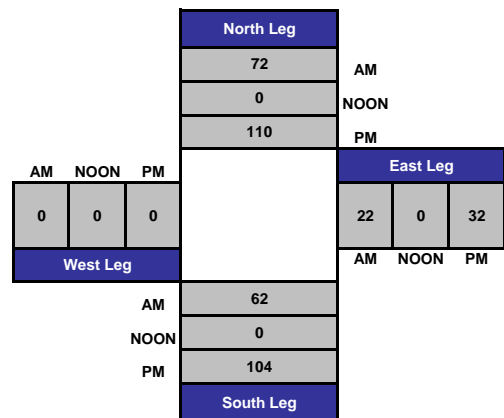 North Leg
72 AM
0 NOON
110 PM
AM NOON PM East Leg
0 0 0 22 0 32
West Leg AM NOON PM
AM 62
NOON 0
PM 104
South Leg